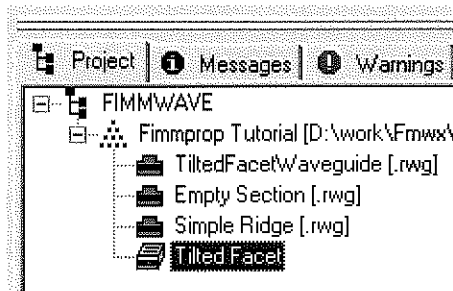 Project Messages Warnings
FIMMWAVE
Fimmprop Tutorial [D:\work\Fmwx\
TiltedFacetWaveguide [.rwg]
Empty Section [.rwg]
Simple Ridge [.rwg]
Tilted Facet